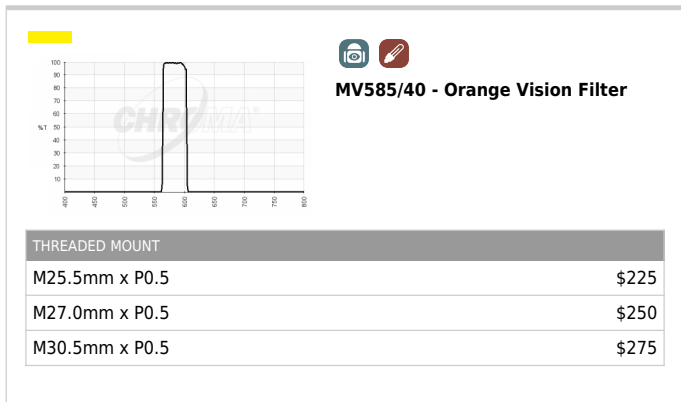 MV585/40 - Orange Vision Filter
100
90
80
70
60
%T 50
40
30
20
10
CHROMA®
400 450 500 550 600 650 700 750 800
THREADED MOUNT
M25.5mm x P0.5 $225
M27.0mm x P0.5 $250
M30.5mm x P0.5 $275